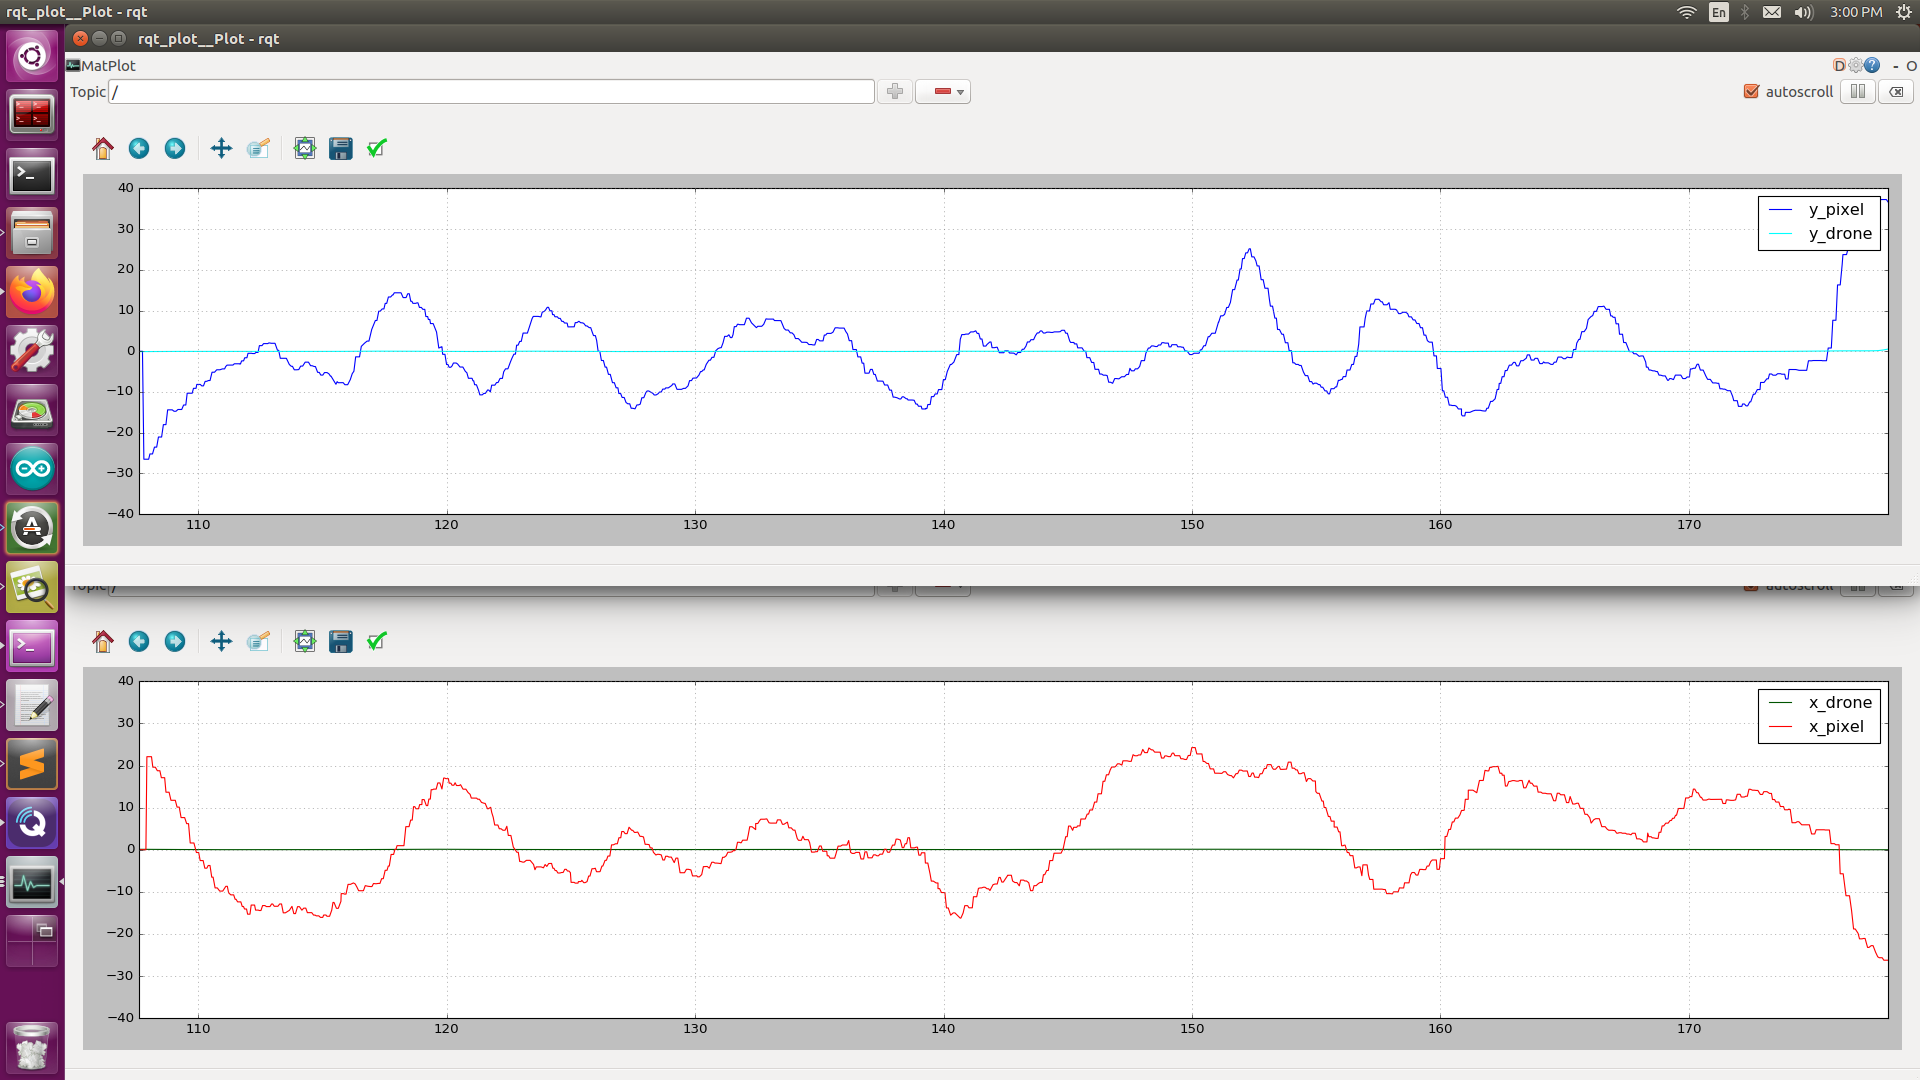 rqt_plot__Plot - rqt
En
3:00 PM
rqt_plot__Plot - rqt
MatPlot
D
- O
Topic /
autoscroll
40
30
20
10
0
−10
−20
−30
−40
110 120 130 140 150 160 170
y_pixel
y_drone
Topic /
autoscroll
40
30
20
10
0
−10
−20
−30
−40
110 120 130 140 150 160 170
x_drone
x_pixel